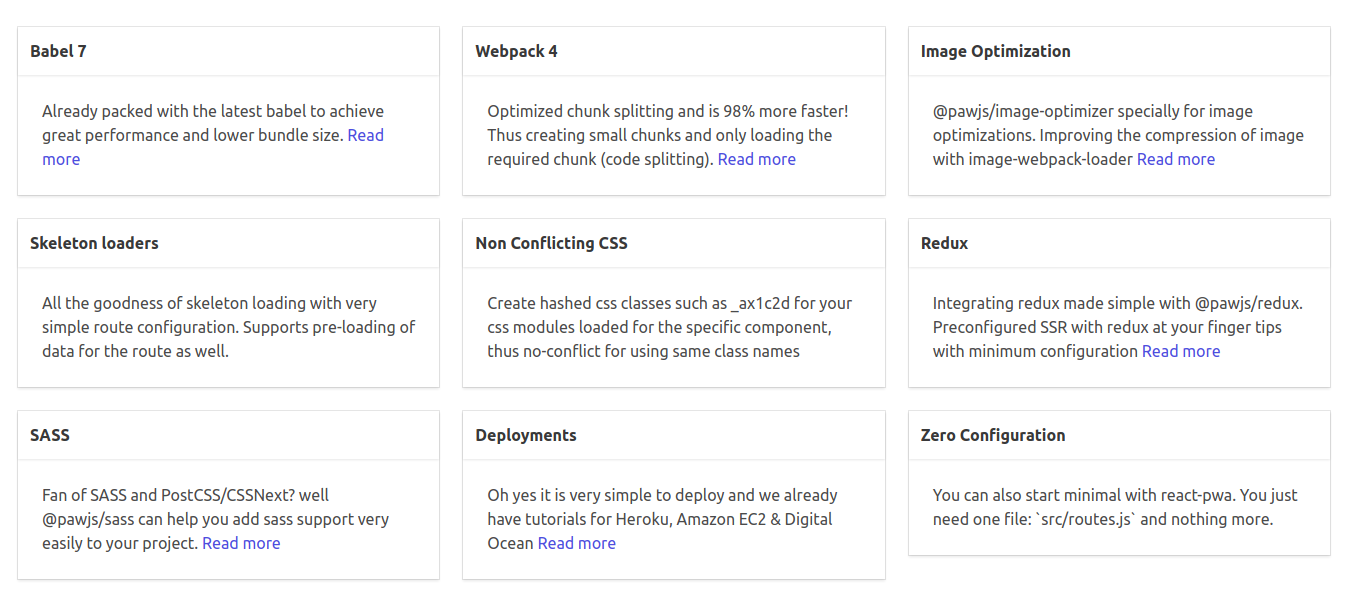 Babel 7
Already packed with the latest babel to achieve
great performance and lower bundle size. Read
more
Webpack 4
Optimized chunk splitting and is 98% more faster!
Thus creating small chunks and only loading the
required chunk (code splitting). Read more
Image Optimization
@pawjs/image-optimizer specially for image
optimizations. Improving the compression of image
with image-webpack-loader Read more
Skeleton loaders
All the goodness of skeleton loading with very
simple route configuration. Supports pre-loading of
data for the route as well.
Non Conflicting CSS
Create hashed css classes such as _ax1c2d for your
css modules loaded for the specific component,
thus no-conflict for using same class names
Redux
Integrating redux made simple with @pawjs/redux.
Preconfigured SSR with redux at your finger tips
with minimum configuration Read more
SASS
Fan of SASS and PostCSS/CSSNext? well
@pawjs/sass can help you add sass support very
easily to your project. Read more
Deployments
Oh yes it is very simple to deploy and we already
have tutorials for Heroku, Amazon EC2 & Digital
Ocean Read more
Zero Configuration
You can also start minimal with react-pwa. You just
need one file: `src/routes.js` and nothing more.